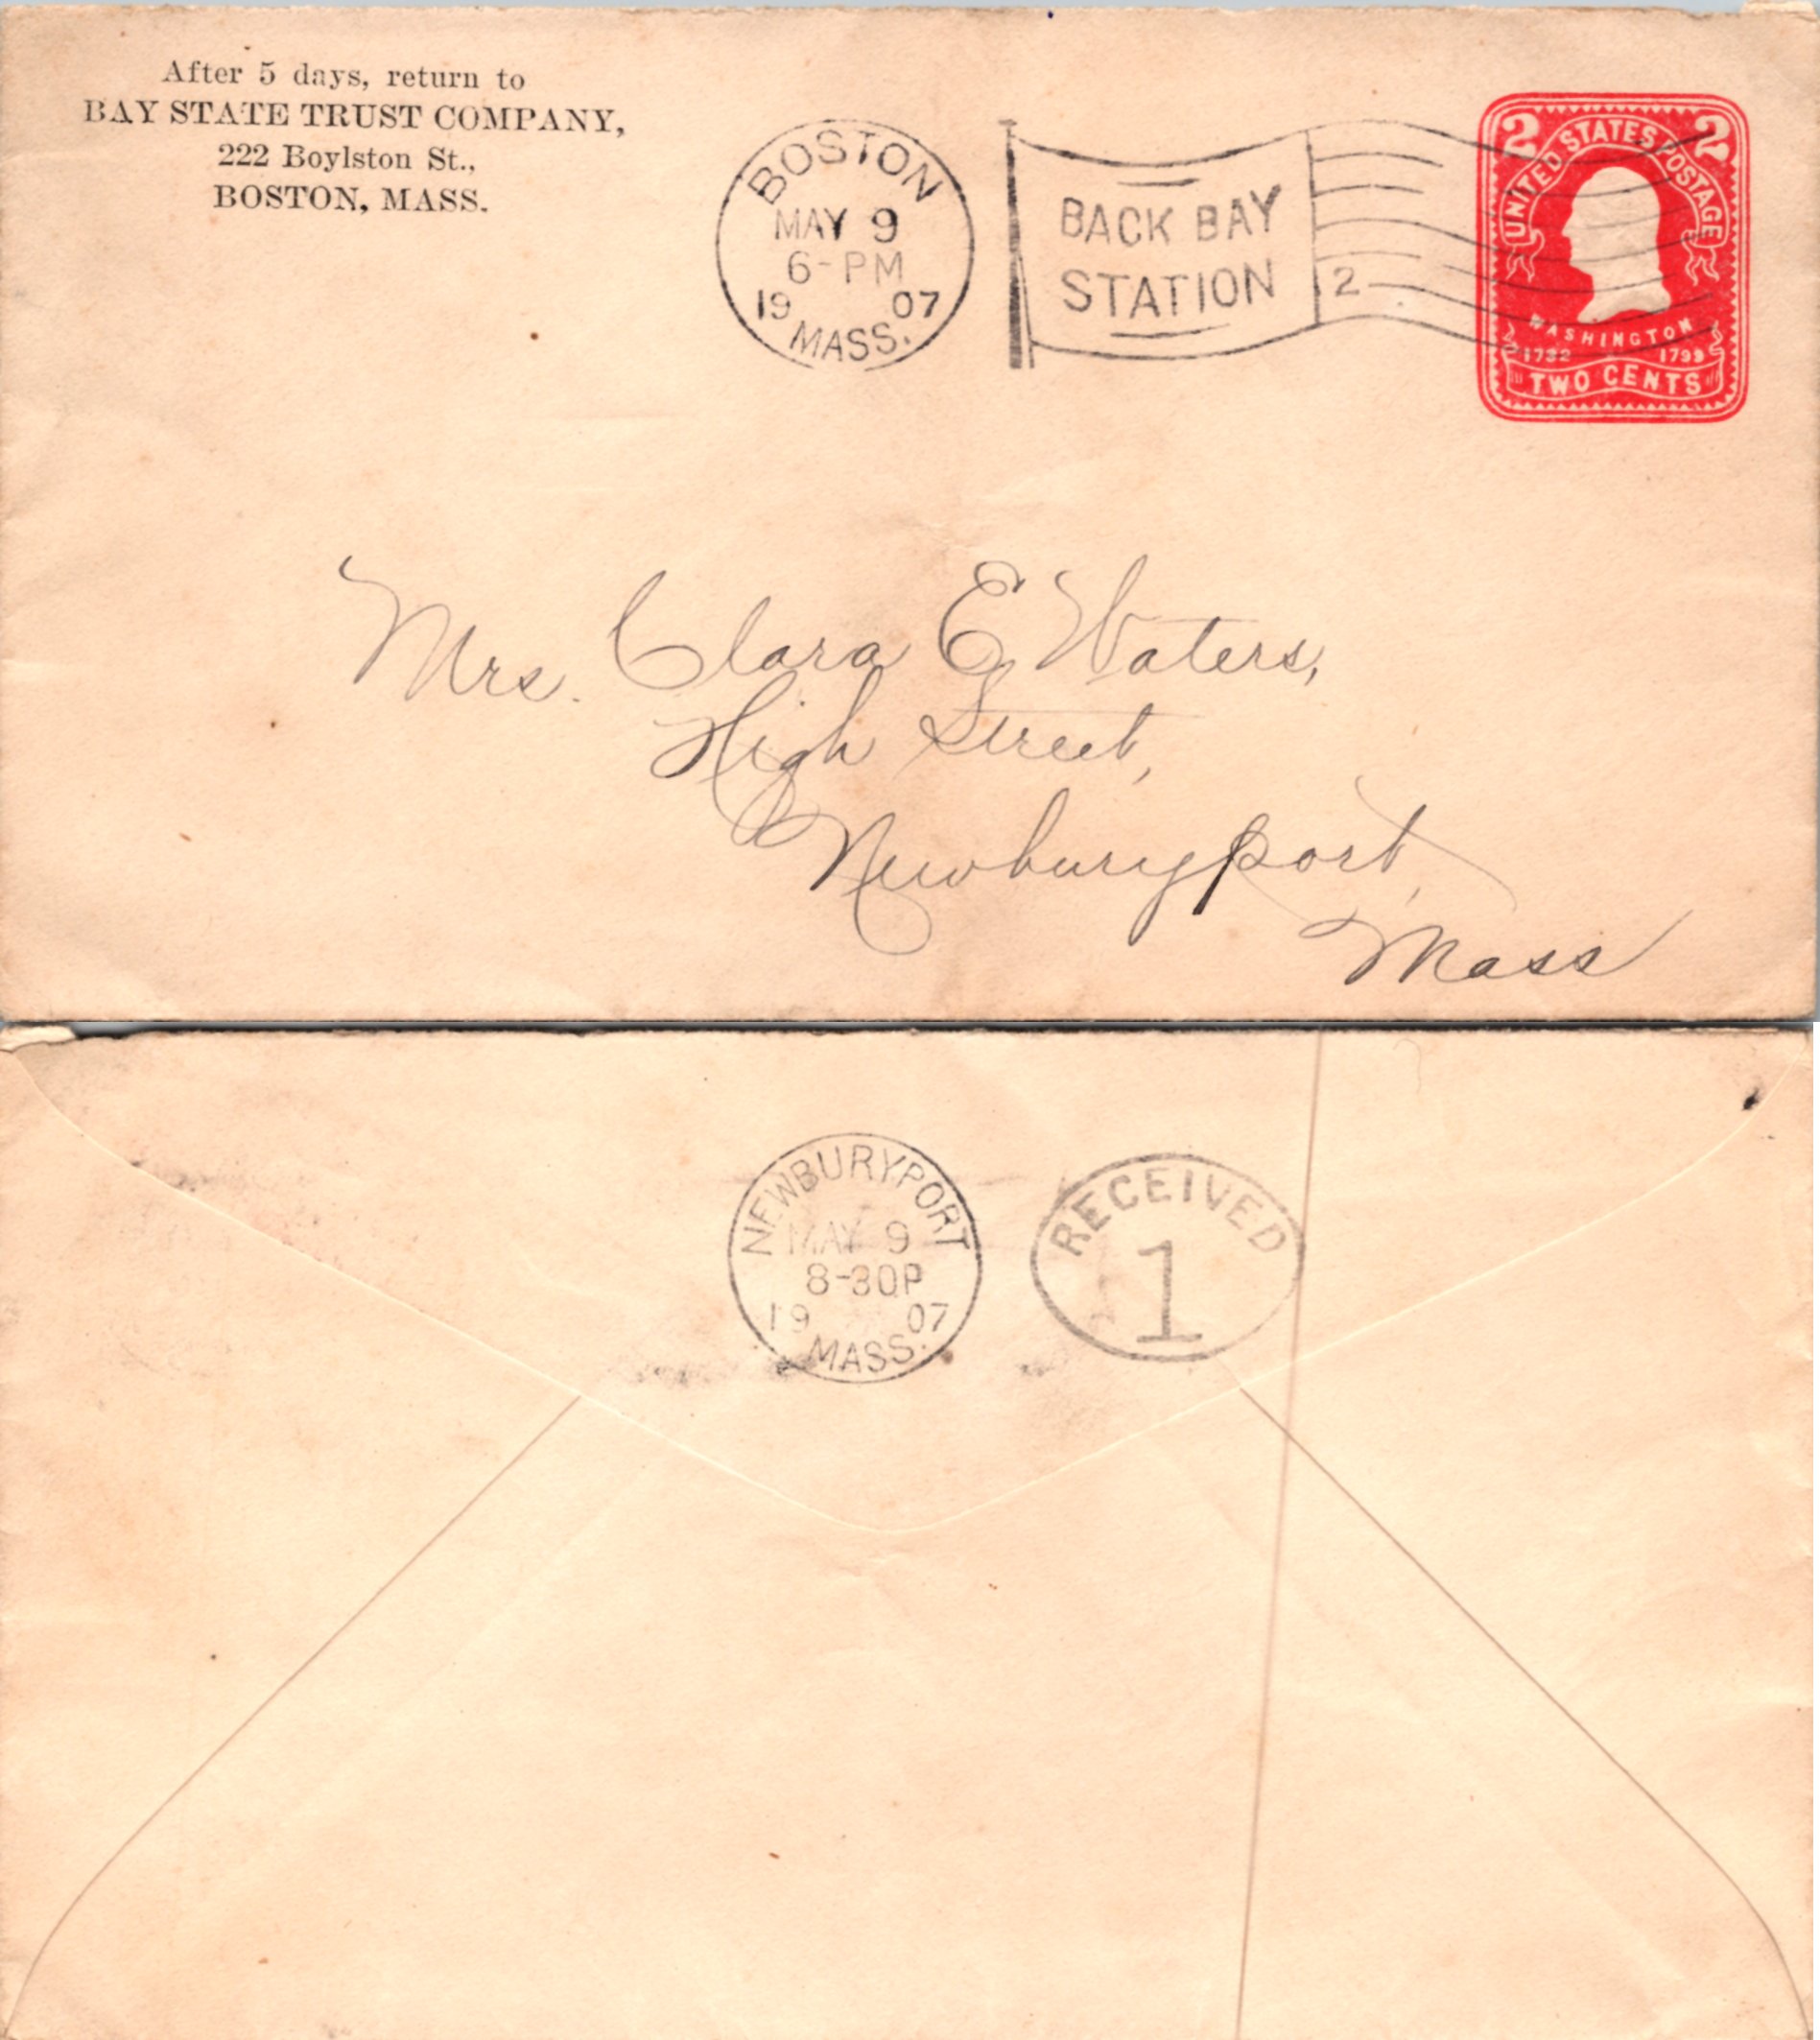 After 5 days, return to
BAY STATE TRUST COMPANY,
222 Boylston St.,
BOSTON, MASS.
BOSTON
MAY 9
6-PM
19 07
MASS.
BACK BAY
STATION
2
2 2
UNITED STATES POSTAGE
WASHINGTON
1732 1799
TWO CENTS
Mrs. Clara E Waters,
High Street,
Newburyport,
Mass
NEWBURYPORT
MAY 9
8-30P
19 07
MASS.
RECEIVED
1